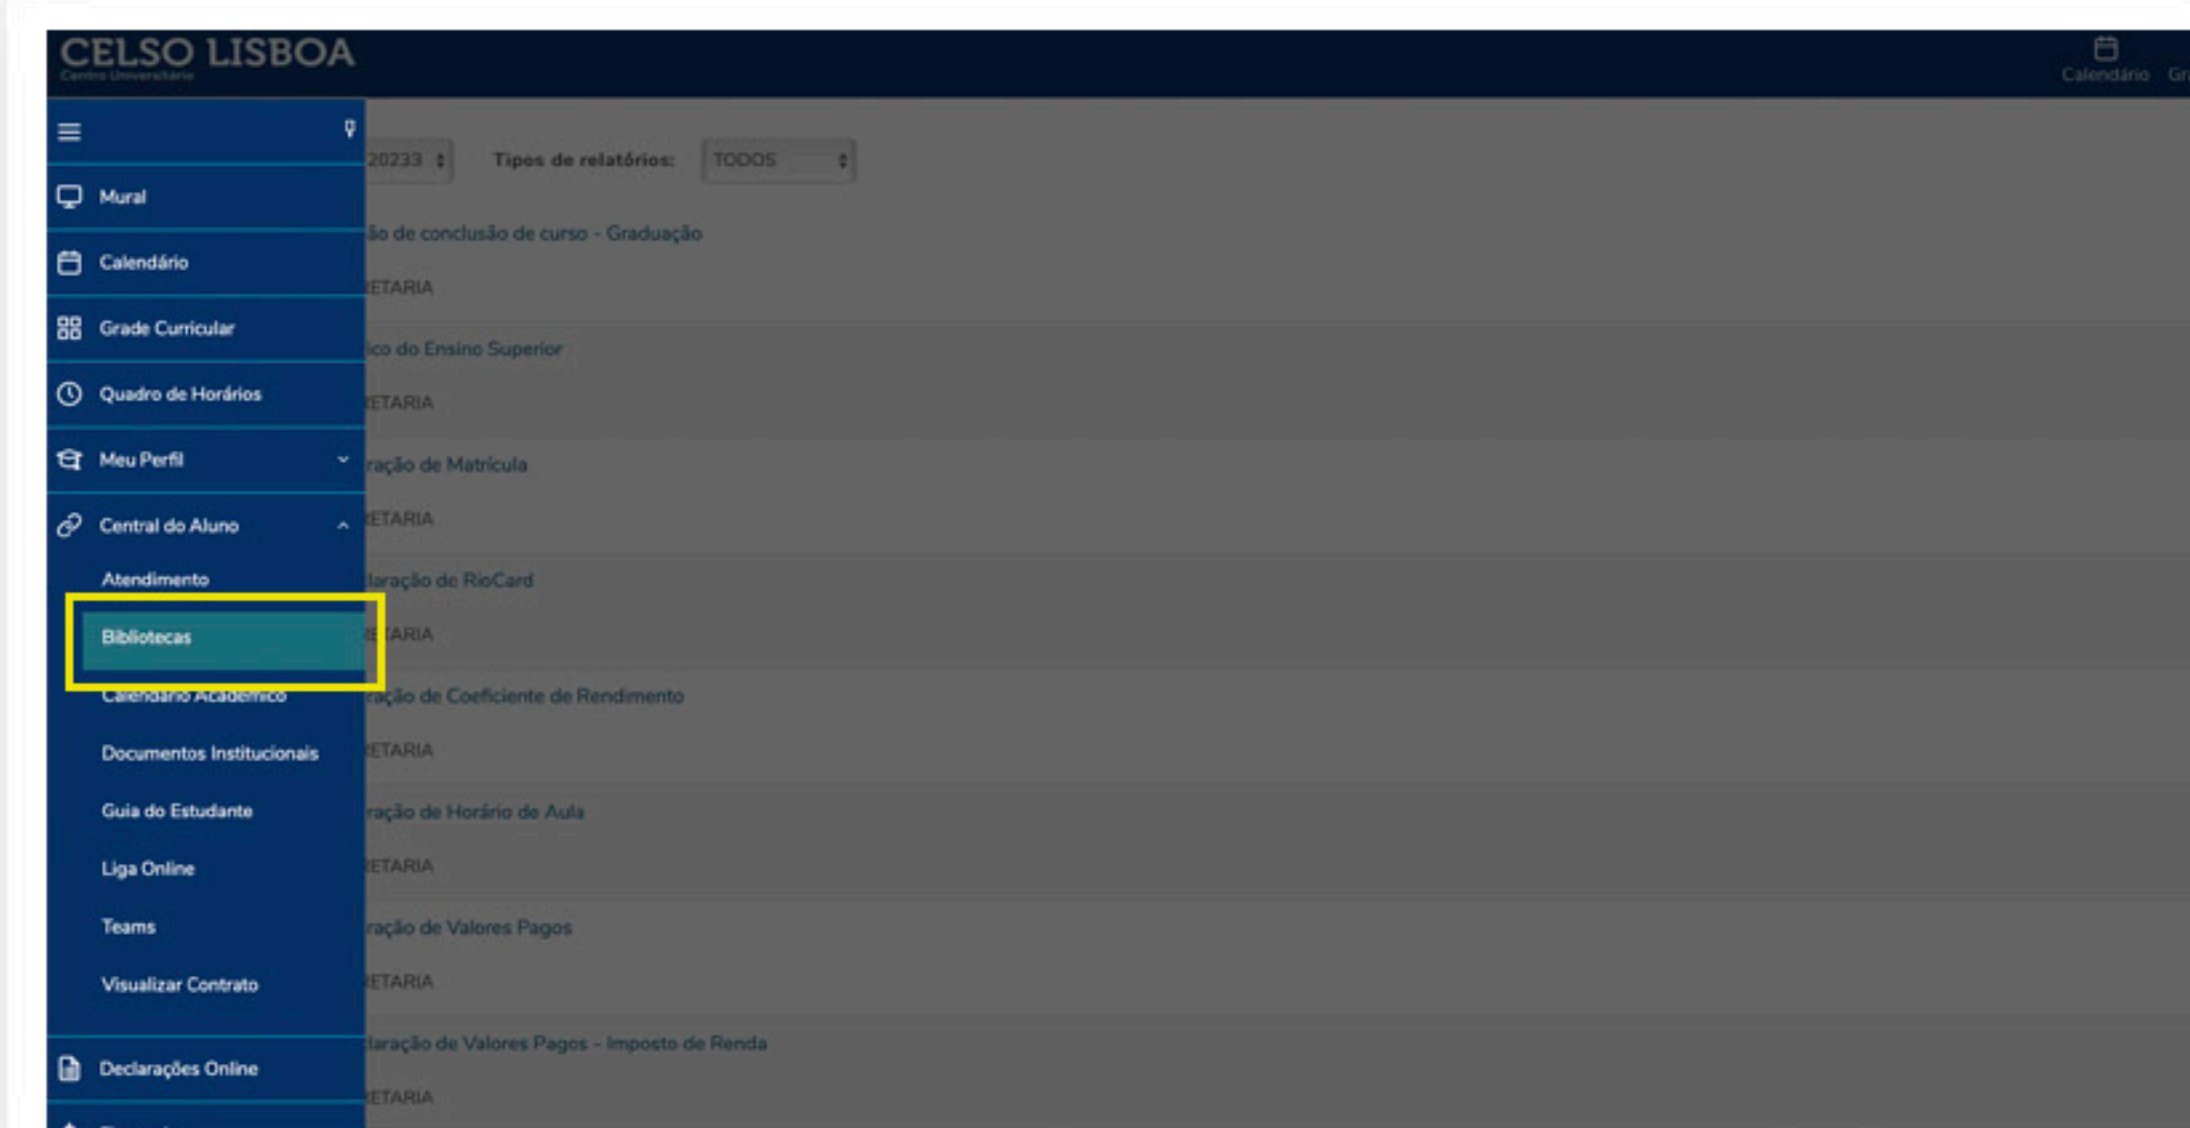 CELSO LISBOA
Centro Universitário
Calendário
20233
Tipos de relatórios:
TODOS
Mural
Calendário
Grade Curricular
Quadro de Horários
Meu Perfil
Central do Aluno
Atendimento
Bibliotecas
Calendário Acadêmico
Documentos Institucionais
Guia do Estudante
Liga Online
Teams
Visualizar Contrato
Declarações Online
ão de conclusão de curso - Graduação
ETARIA
ico do Ensino Superior
ETARIA
ração de Matrícula
ETARIA
laração de RioCard
ETARIA
ração de Coeficiente de Rendimento
ETARIA
ração de Horário de Aula
ETARIA
ração de Valores Pagos
ETARIA
laração de Valores Pagos - Imposto de Renda
ETARIA